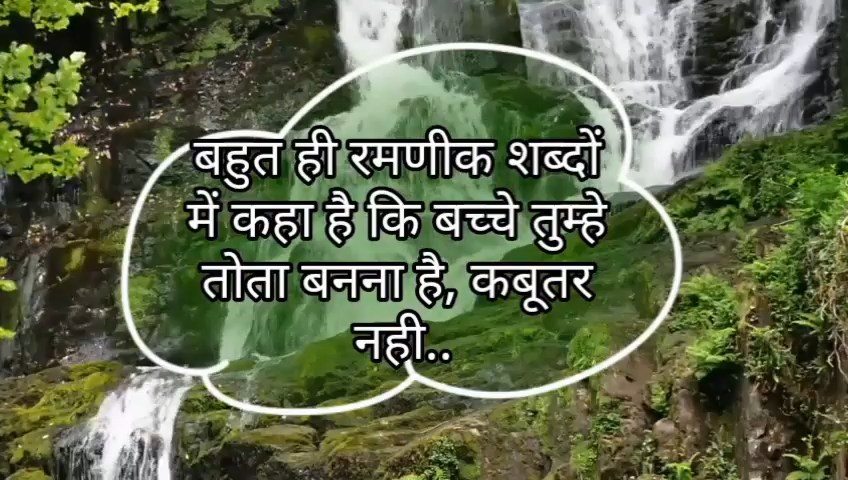 बहुत ही रमणीक शब्दों
में कहा है कि बच्चे तुम्हे
तोता बनना है, कबूतर
नही..